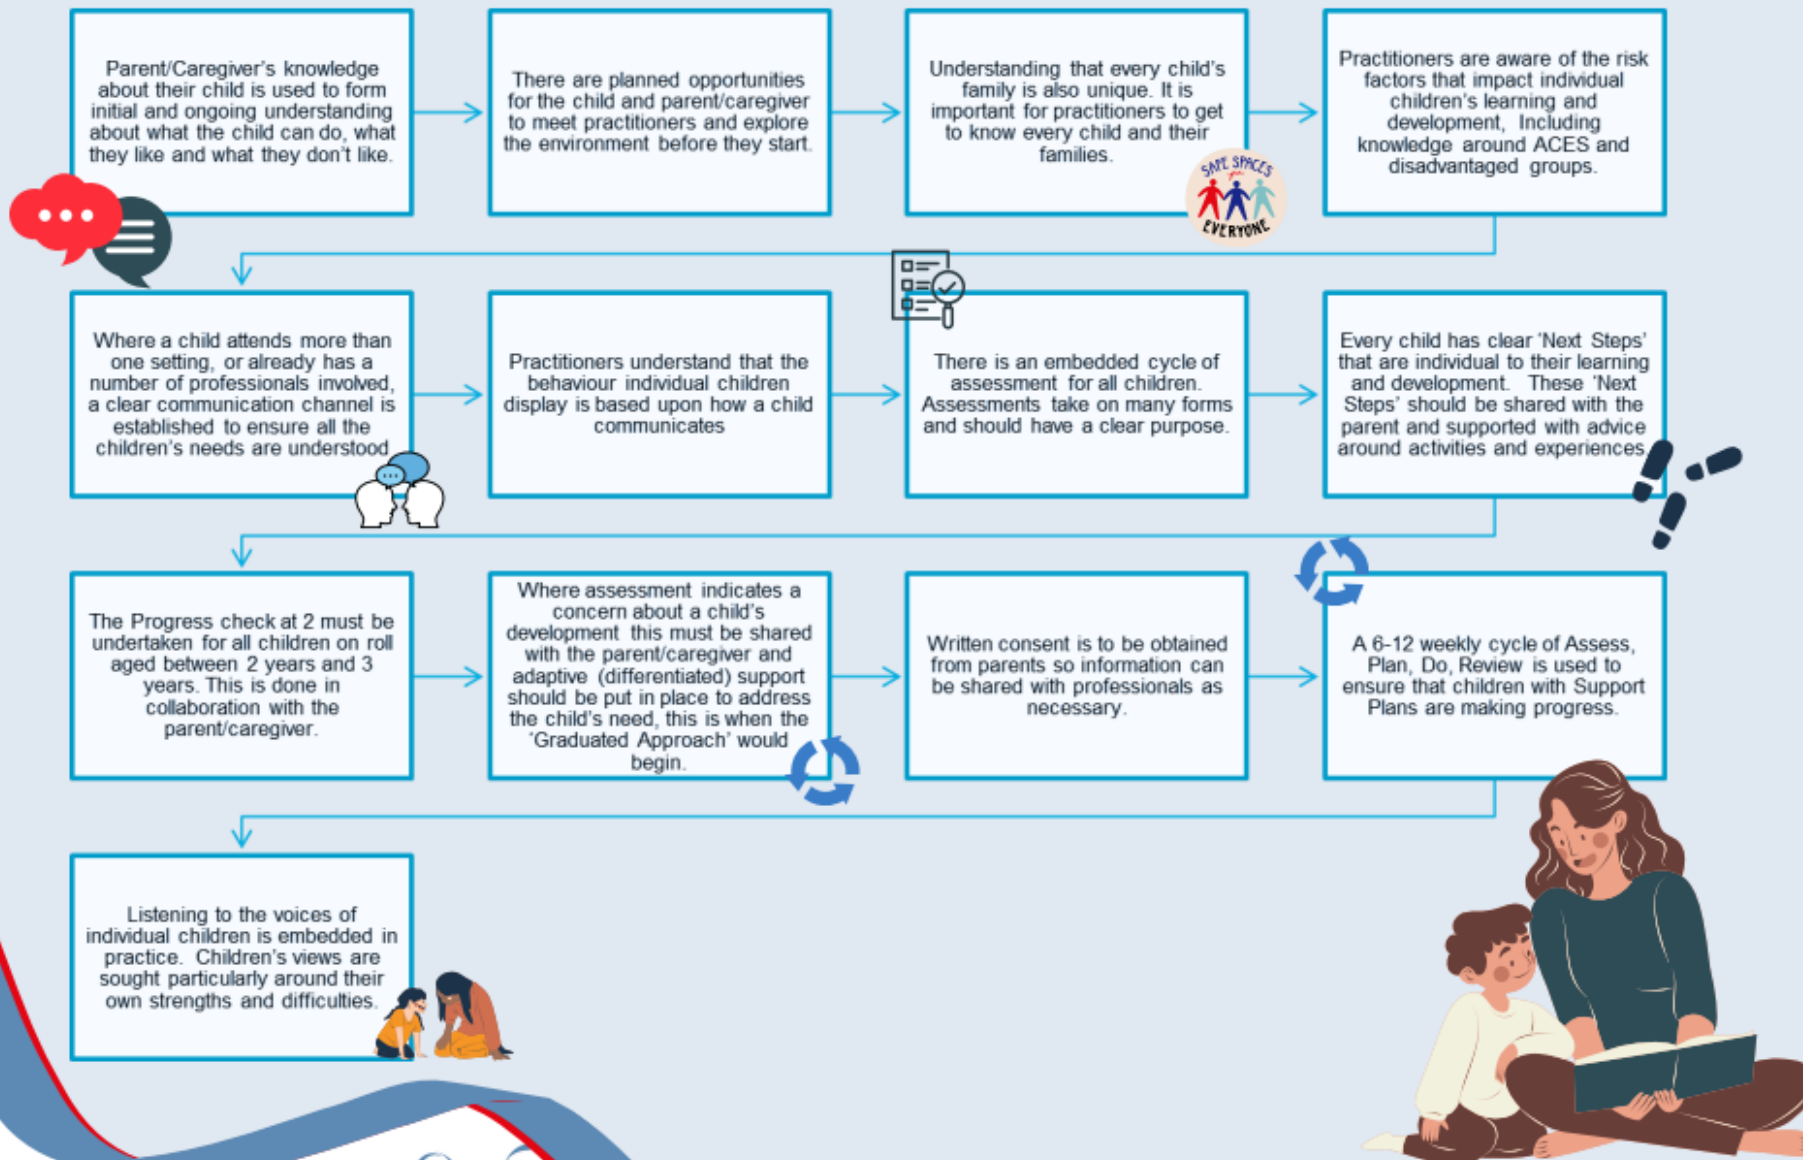 Parent/Caregiver's knowledge
about their child is used to form
initial and ongoing understanding
about what the child can do, what
they like and what they don't like.
There are planned opportunities
for the child and parent/caregiver
to meet practitioners and explore
the environment before they start.
Understanding that every child's
family is also unique. It is
important for practitioners to get
to know every child and their
families.
SAFE SPACES
for
EVERYONE
Practitioners are aware of the risk
factors that impact individual
children's learning and
development, Including
knowledge around ACES and
disadvantaged groups.
Where a child attends more than
one setting, or already has a
number of professionals involved,
a clear communication channel is
established to ensure all the
children's needs are understood
Practitioners understand that the
behaviour individual children
display is based upon how a child
communicates
There is an embedded cycle of
assessment for all children.
Assessments take on many forms
and should have a clear purpose.
Every child has clear 'Next Steps'
that are individual to their learning
and development. These 'Next
Steps' should be shared with the
parent and supported with advice
around activities and experiences.
The Progress check at 2 must be
undertaken for all children on roll
aged between 2 years and 3
years. This is done in
collaboration with the
parent/caregiver.
Where assessment indicates a
concern about a child's
development this must be shared
with the parent/caregiver and
adaptive (differentiated) support
should be put in place to address
the child's need, this is when the
'Graduated Approach' would
begin.
Written consent is to be obtained
from parents so information can
be shared with professionals as
necessary.
A 6-12 weekly cycle of Assess,
Plan, Do, Review is used to
ensure that children with Support
Plans are making progress.
Listening to the voices of
individual children is embedded in
practice. Children's views are
sought particularly around their
own strengths and difficulties.